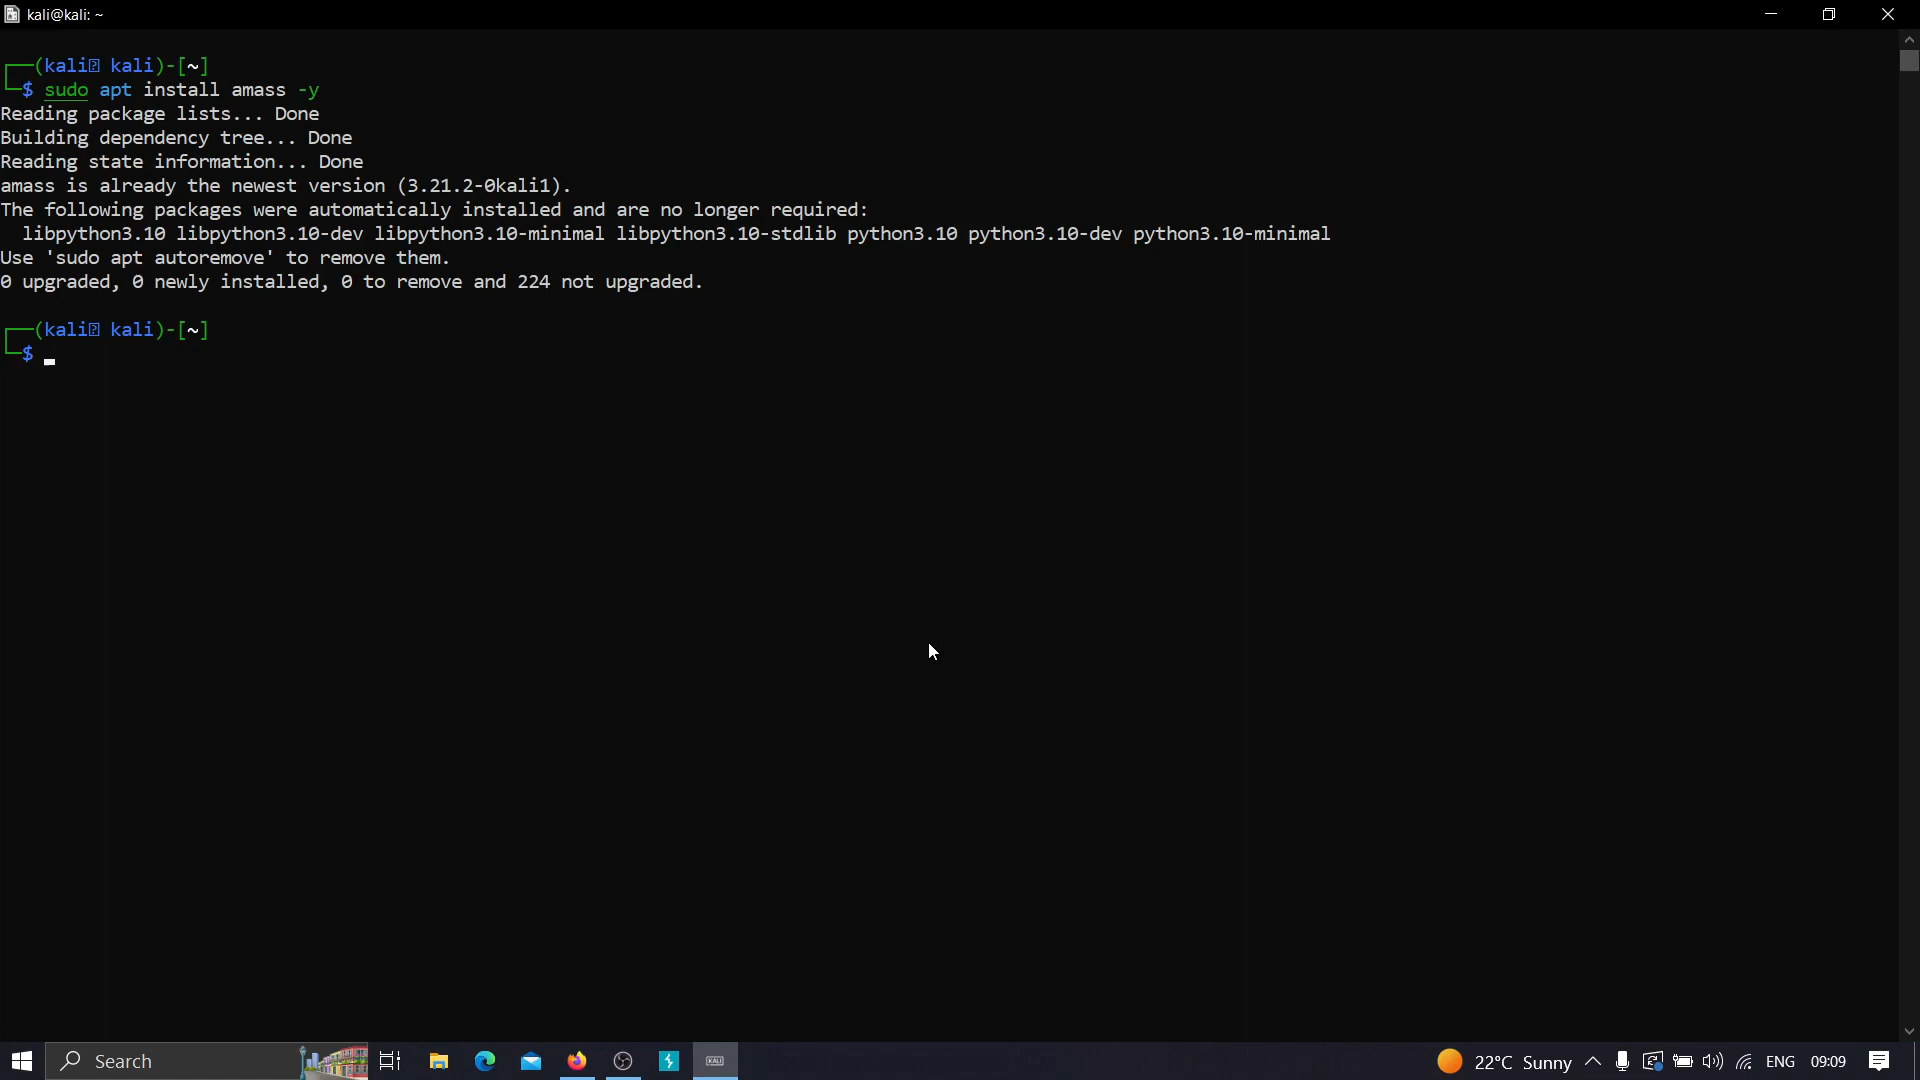 kali@kali: ~
┌──(kali⍰ kali)-[~]
└─$ sudo apt install amass -y
Reading package lists... Done
Building dependency tree... Done
Reading state information... Done
amass is already the newest version (3.21.2-0kali1).
The following packages were automatically installed and are no longer required:
  libpython3.10 libpython3.10-dev libpython3.10-minimal libpython3.10-stdlib python3.10 python3.10-dev python3.10-minimal
Use 'sudo apt autoremove' to remove them.
0 upgraded, 0 newly installed, 0 to remove and 224 not upgraded.
┌──(kali⍰ kali)-[~]
└─$
Search
KALI
22°C Sunny
ENG
09:09